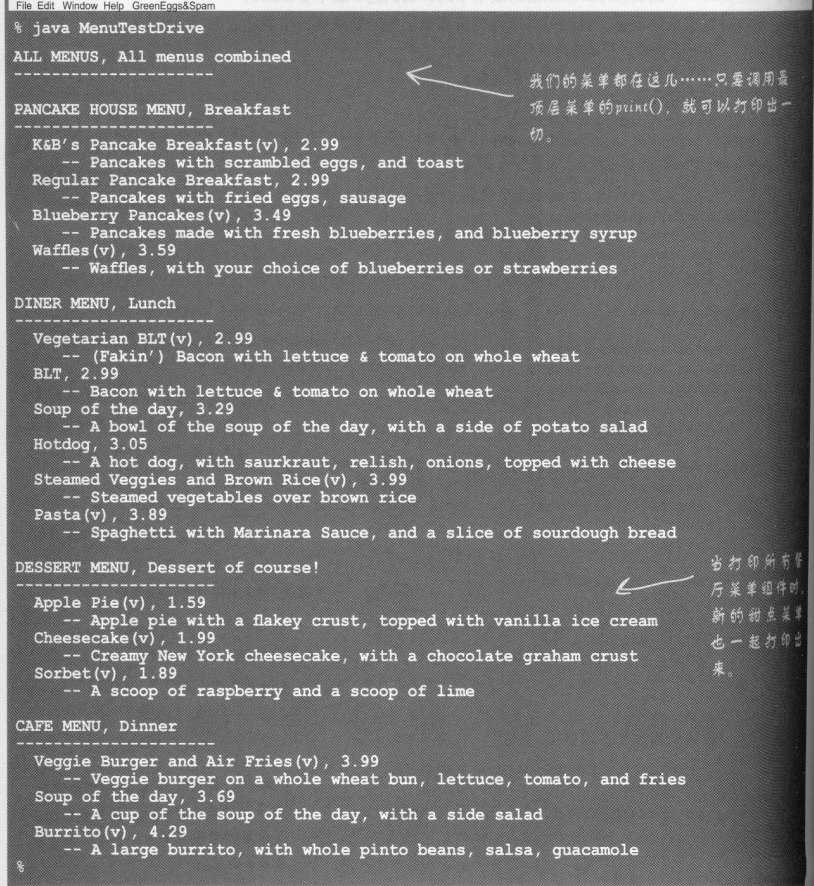 File Edit Window Help GreenEggs&Spam
% java MenuTestDrive
ALL MENUS, All menus combined
---------------------
我们的菜单都在这儿……只要调用最
顶层菜单的print()，就可以打印出一
切。
PANCAKE HOUSE MENU, Breakfast
---------------------
K&B's Pancake Breakfast(v), 2.99
-- Pancakes with scrambled eggs, and toast
Regular Pancake Breakfast, 2.99
-- Pancakes with fried eggs, sausage
Blueberry Pancakes(v), 3.49
-- Pancakes made with fresh blueberries, and blueberry syrup
Waffles(v), 3.59
-- Waffles, with your choice of blueberries or strawberries
DINER MENU, Lunch
---------------------
Vegetarian BLT(v), 2.99
-- (Fakin') Bacon with lettuce & tomato on whole wheat
BLT, 2.99
-- Bacon with lettuce & tomato on whole wheat
Soup of the day, 3.29
-- A bowl of the soup of the day, with a side of potato salad
Hotdog, 3.05
-- A hot dog, with saurkraut, relish, onions, topped with cheese
Steamed Veggies and Brown Rice(v), 3.99
-- Steamed vegetables over brown rice
Pasta(v), 3.89
-- Spaghetti with Marinara Sauce, and a slice of sourdough bread
DESSERT MENU, Dessert of course!
---------------------
Apple Pie(v), 1.59
-- Apple pie with a flakey crust, topped with vanilla ice cream
Cheesecake(v), 1.99
-- Creamy New York cheesecake, with a chocolate graham crust
Sorbet(v), 1.89
-- A scoop of raspberry and a scoop of lime
当打印所有餐
厅菜单组件时，
新的甜点菜单
也一起打印出
来。
CAFE MENU, Dinner
---------------------
Veggie Burger and Air Fries(v), 3.99
-- Veggie burger on a whole wheat bun, lettuce, tomato, and fries
Soup of the day, 3.69
-- A cup of the soup of the day, with a side salad
Burrito(v), 4.29
-- A large burrito, with whole pinto beans, salsa, guacamole
%